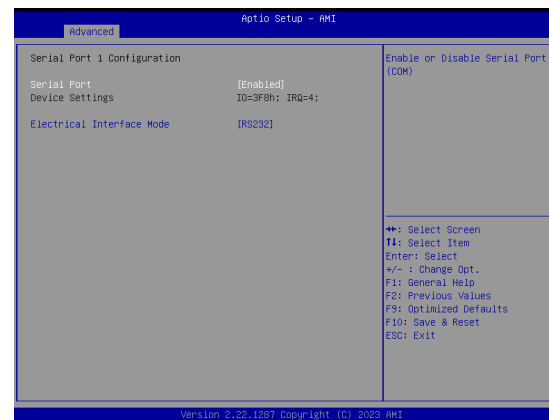 Aptio Setup - AMI
Advanced
Serial Port 1 Configuration
Serial Port [Enabled]
Device Settings IO=3F8h; IRQ=4;
Electrical Interface Mode [RS232]
Enable or Disable Serial Port
(COM)
→←: Select Screen
↑↓: Select Item
Enter: Select
+/- : Change Opt.
F1: General Help
F2: Previous Values
F9: Optimized Defaults
F10: Save & Reset
ESC: Exit
Version 2.22.1287 Copyright (C) 2023 AMI